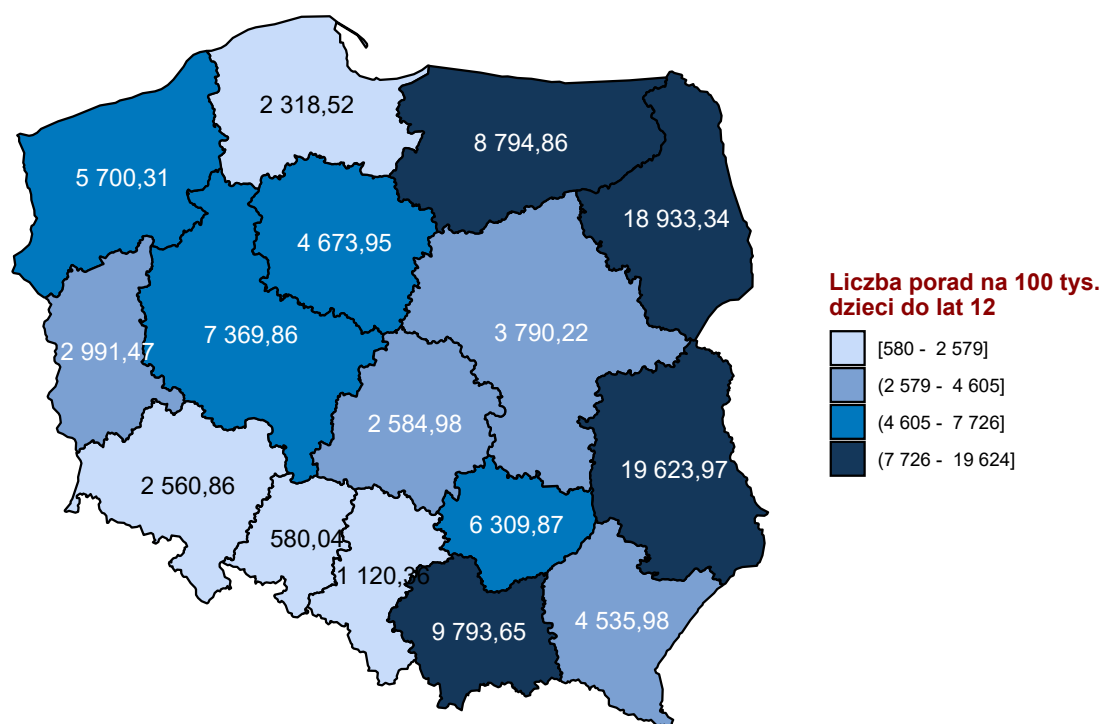 2 318,52
8 794,86
5 700,31
18 933,34
4 673,95
7 369,86
3 790,22
2 991,47
2 584,98
19 623,97
2 560,86
6 309,87
580,04
1 120,36
9 793,65
4 535,98
Liczba porad na 100 tys.
dzieci do lat 12
[580 - 2 579]
(2 579 - 4 605]
(4 605 - 7 726]
(7 726 - 19 624]